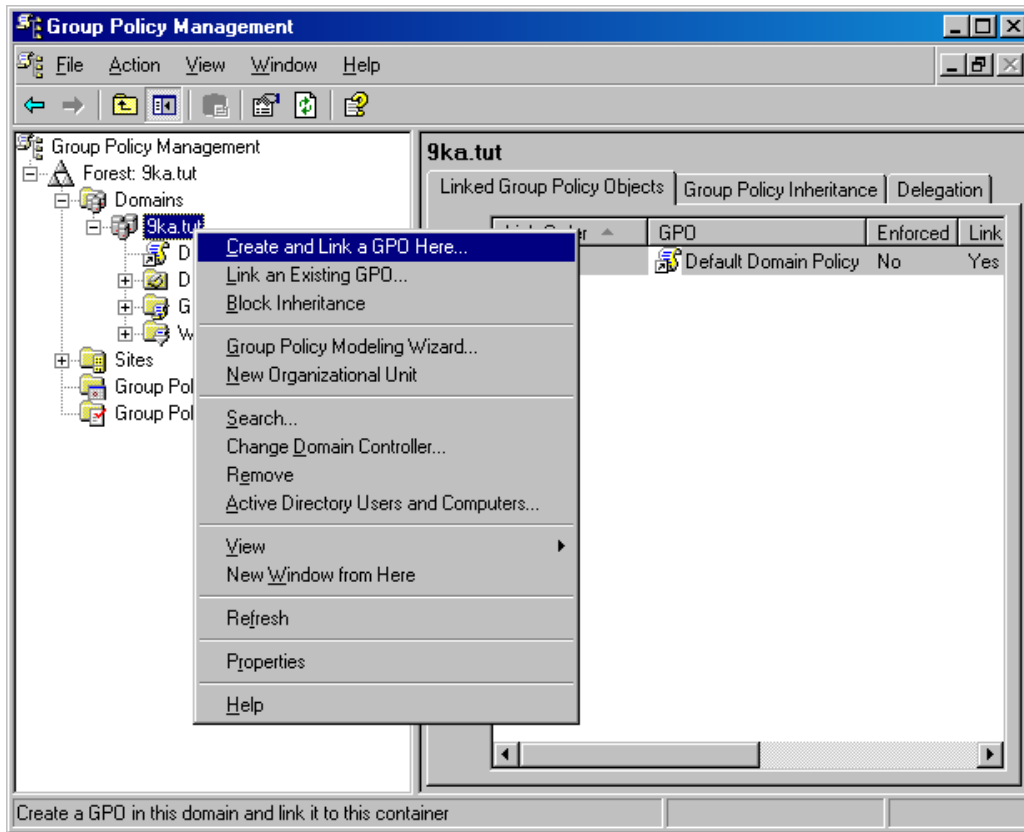 Group Policy Management
File Action View Window Help
Group Policy Management
Forest: 9ka.tut
Domains
9ka.tut
D
D
G
W
Sites
Group Pol
Group Pol
9ka.tut
Linked Group Policy Objects Group Policy Inheritance Delegation
GPO Enforced Link
Default Domain Policy No Yes
Create and Link a GPO Here...
Link an Existing GPO...
Block Inheritance
Group Policy Modeling Wizard...
New Organizational Unit
Search...
Change Domain Controller...
Remove
Active Directory Users and Computers...
View
New Window from Here
Refresh
Properties
Help
Create a GPO in this domain and link it to this container